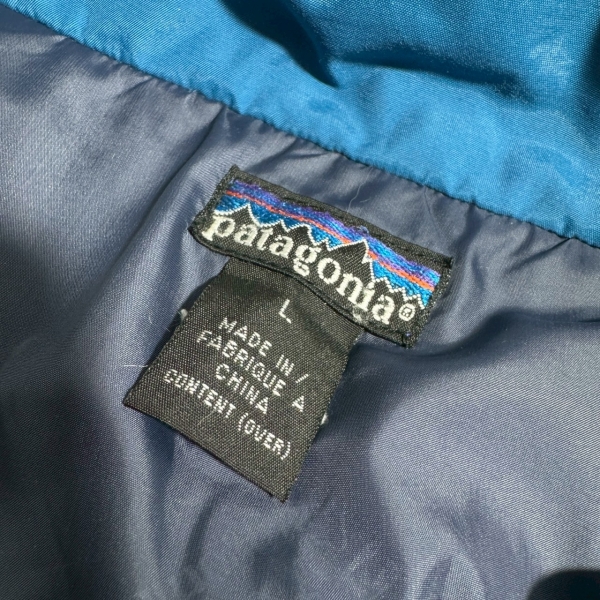 patagonia®
L
MADE IN/
FABRIQUE A
CHINA
CONTENT (OVER)